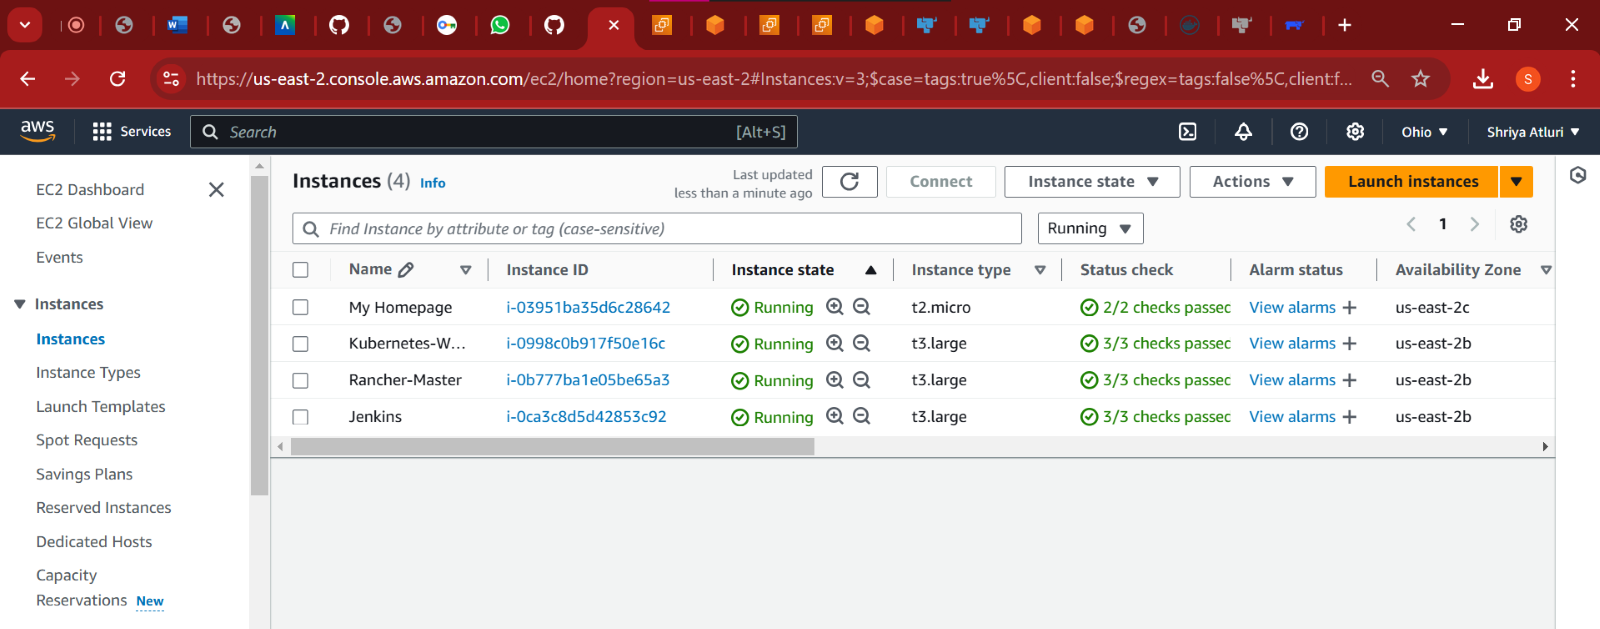 https://us-east-2.console.aws.amazon.com/ec2/home?region=us-east-2#Instances:v=3;$case=tags:true%5C,client:false;$regex=tags:false%5C,client:f...
S
aws
Services
Search
[Alt+S]
Ohio
Shriya Atluri
EC2 Dashboard
EC2 Global View
Events
Instances
Instances
Instance Types
Launch Templates
Spot Requests
Savings Plans
Reserved Instances
Dedicated Hosts
Capacity
Reservations New
Instances (4) Info
Last updated
less than a minute ago
Connect
Instance state
Actions
Launch instances
Find Instance by attribute or tag (case-sensitive)
Running
1
Name Instance ID Instance state Instance type Status check Alarm status Availability Zone
My Homepage i-03951ba35d6c28642 Running t2.micro 2/2 checks passec View alarms + us-east-2c
Kubernetes-W... i-0998c0b917f50e16c Running t3.large 3/3 checks passec View alarms + us-east-2b
Rancher-Master i-0b777ba1e05be65a3 Running t3.large 3/3 checks passec View alarms + us-east-2b
Jenkins i-0ca3c8d5d42853c92 Running t3.large 3/3 checks passec View alarms + us-east-2b